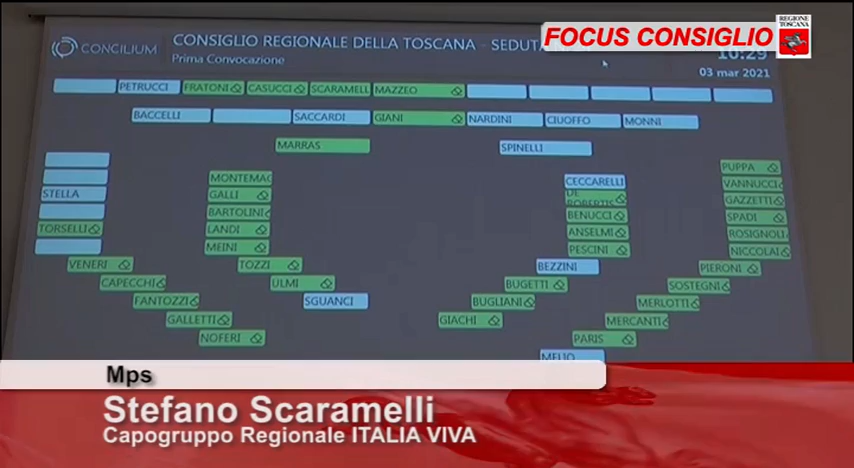 CONCILIUM
CONSIGLIO REGIONALE DELLA TOSCANA - SEDUTA
Prima Convocazione
FOCUS CONSIGLIO
REGIONE
TOSCANA
10:29
03 mar 2021
PETRUCCI FRATONI CASUCCI SCARAMELL MAZZEO
BACCELLI SACCARDI GIANI NARDINI CIUOFFO MONNI
MARRAS SPINELLI
STELLA
TORSELLI
VENERI
CAPECCHI
FANTOZZI
GALLETTI
NOFERI
MONTEMAG
GALLI
BARTOLINI
LANDI
MEINI
TOZZI
ULMI
SGUANCI
CECCARELLI
DE
ROBERTIS
BENUCCI
ANSELMI
PESCINI
BEZZINI
BUGETTI
BUGLIANI
GIACHI
PUPPA
VANNUCCI
GAZZETTI
SPADI
ROSIGNOLI
NICCOLAI
PIERONI
SOSTEGNI
MERLOTTI
MERCANTI
PARIS
MELIO
Mps
Stefano Scaramelli
Capogruppo Regionale ITALIA VIVA